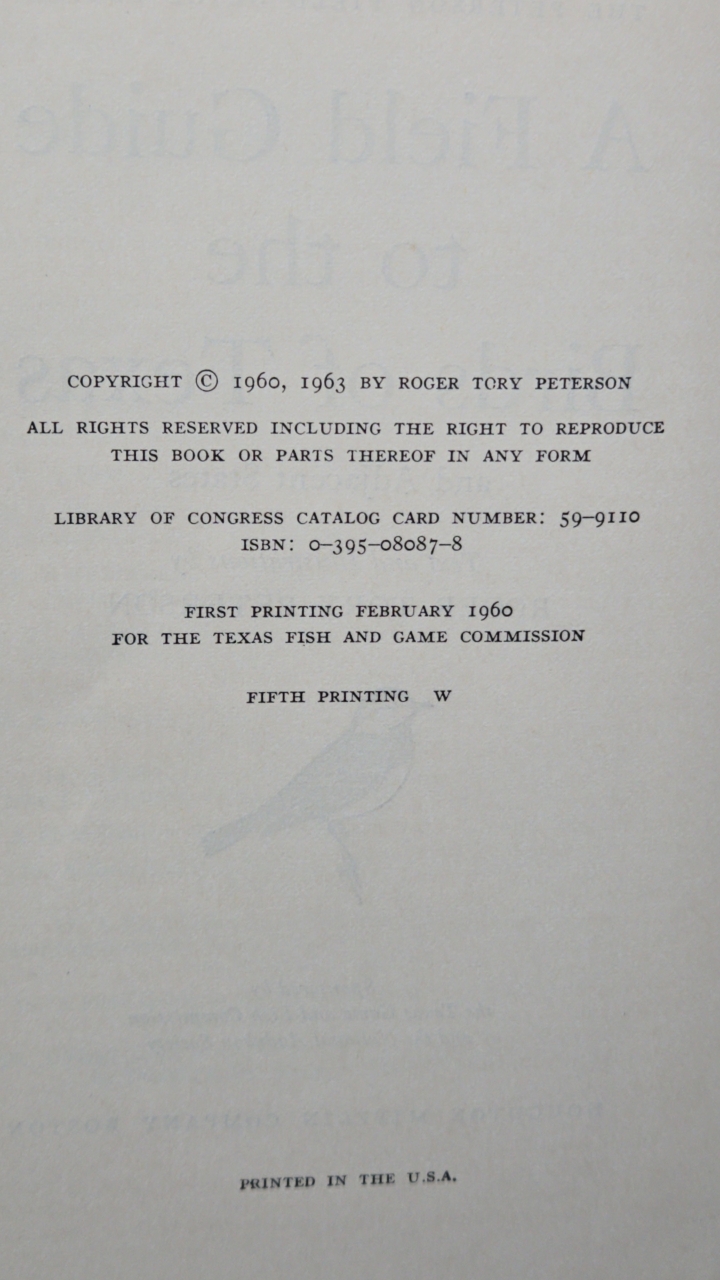 COPYRIGHT © 1960, 1963 BY ROGER TORY PETERSON
ALL RIGHTS RESERVED INCLUDING THE RIGHT TO REPRODUCE
THIS BOOK OR PARTS THEREOF IN ANY FORM
LIBRARY OF CONGRESS CATALOG CARD NUMBER: 59–9110
ISBN: 0–395–08087–8
FIRST PRINTING FEBRUARY 1960
FOR THE TEXAS FISH AND GAME COMMISSION
FIFTH PRINTING W
PRINTED IN THE U.S.A.